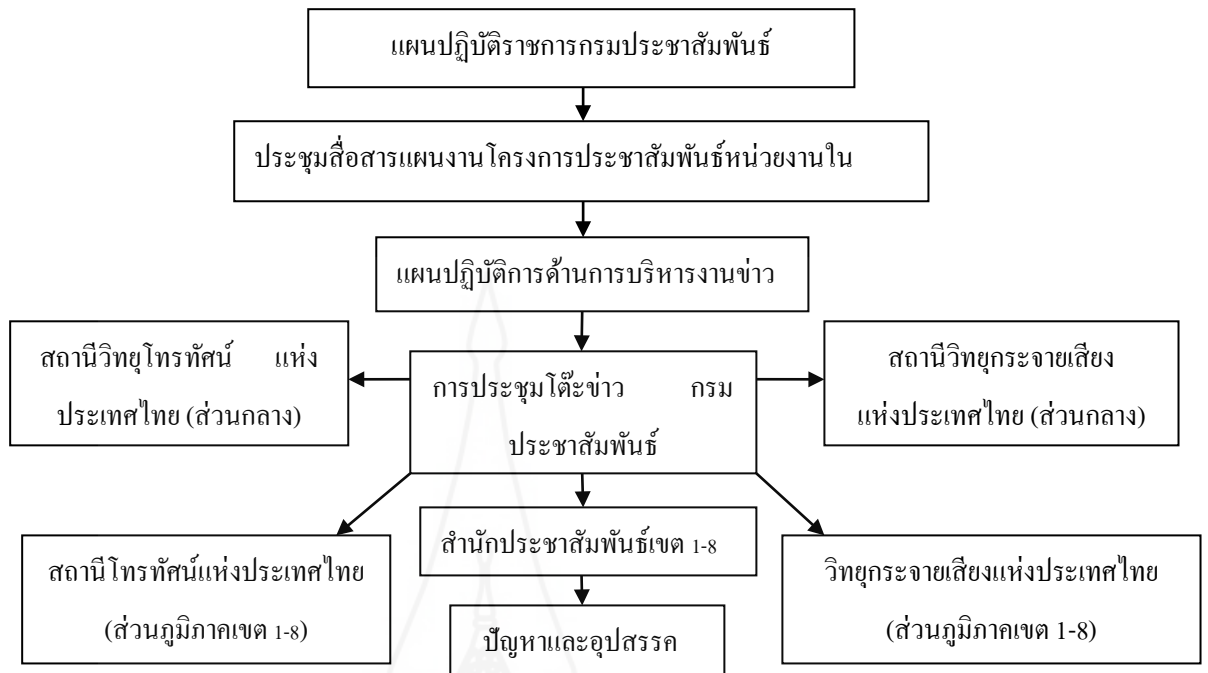 แผนปฏิบัติราชการกรมประชาสัมพันธ์
ประชุมสื่อสารแผนงานโครงการประชาสัมพันธ์หน่วยงานใน
แผนปฏิบัติการด้านการบริหารงานข่าว
สถานีวิทยุโทรทัศน์ แห่ง
ประเทศไทย (ส่วนกลาง)
การประชุมโต๊ะข่าว กรม
ประชาสัมพันธ์
สถานีวิทยุกระจายเสียง
แห่งประเทศไทย (ส่วนกลาง)
สถานีโทรทัศน์แห่งประเทศไทย
(ส่วนภูมิภาคเขต 1-8)
สำนักประชาสัมพันธ์เขต 1-8
วิทยุกระจายเสียงแห่งประเทศไทย
(ส่วนภูมิภาคเขต 1-8)
ปัญหาและอุปสรรค